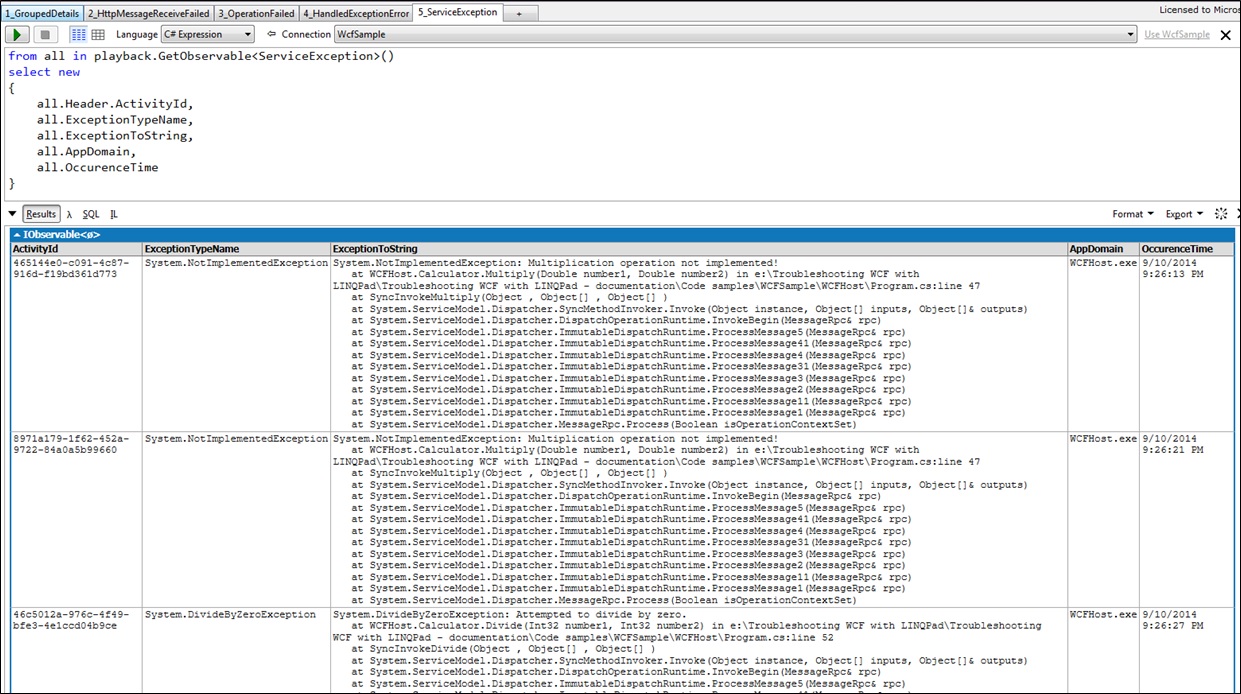 1_GroupedDetails 2_HttpMessageReceiveFailed 3_OperationFailed 4_HandledExceptionError 5_ServiceException + Licensed to Micros
Language C# Expression Connection WcfSample Use WcfSample
from all in playback.GetObservable<ServiceException>()
select new
{
all.Header.ActivityId,
all.ExceptionTypeName,
all.ExceptionToString,
all.AppDomain,
all.OccurenceTime
}
Results λ SQL IL Format Export
IObservable<ø>
ActivityId ExceptionTypeName ExceptionToString AppDomain OccurenceTime
465144e0-c091-4c87- System.NotImplementedException System.NotImplementedException: Multiplication operation not implemented! WCFHost.exe 9/10/2014
916d-f19bd361d773 at WCFHost.Calculator.Multiply(Double number1, Double number2) in e:\Troubleshooting WCF with 9:26:13 PM
LINQPad\Troubleshooting WCF with LINQPad - documentation\Code samples\WCFSample\WCFHost\Program.cs:line 47
at SyncInvokeMultiply(Object , Object[] , Object[] )
at System.ServiceModel.Dispatcher.SyncMethodInvoker.Invoke(Object instance, Object[] inputs, Object[]& outputs)
at System.ServiceModel.Dispatcher.DispatchOperationRuntime.InvokeBegin(MessageRpc& rpc)
at System.ServiceModel.Dispatcher.ImmutableDispatchRuntime.ProcessMessage5(MessageRpc& rpc)
at System.ServiceModel.Dispatcher.ImmutableDispatchRuntime.ProcessMessage41(MessageRpc& rpc)
at System.ServiceModel.Dispatcher.ImmutableDispatchRuntime.ProcessMessage4(MessageRpc& rpc)
at System.ServiceModel.Dispatcher.ImmutableDispatchRuntime.ProcessMessage31(MessageRpc& rpc)
at System.ServiceModel.Dispatcher.ImmutableDispatchRuntime.ProcessMessage3(MessageRpc& rpc)
at System.ServiceModel.Dispatcher.ImmutableDispatchRuntime.ProcessMessage2(MessageRpc& rpc)
at System.ServiceModel.Dispatcher.ImmutableDispatchRuntime.ProcessMessage11(MessageRpc& rpc)
at System.ServiceModel.Dispatcher.ImmutableDispatchRuntime.ProcessMessage1(MessageRpc& rpc)
at System.ServiceModel.Dispatcher.MessageRpc.Process(Boolean isOperationContextSet)
8971a179-1f62-452a- System.NotImplementedException System.NotImplementedException: Multiplication operation not implemented! WCFHost.exe 9/10/2014
9722-84a0a5b99660 at WCFHost.Calculator.Multiply(Double number1, Double number2) in e:\Troubleshooting WCF with 9:26:21 PM
LINQPad\Troubleshooting WCF with LINQPad - documentation\Code samples\WCFSample\WCFHost\Program.cs:line 47
at SyncInvokeMultiply(Object , Object[] , Object[] )
at System.ServiceModel.Dispatcher.SyncMethodInvoker.Invoke(Object instance, Object[] inputs, Object[]& outputs)
at System.ServiceModel.Dispatcher.DispatchOperationRuntime.InvokeBegin(MessageRpc& rpc)
at System.ServiceModel.Dispatcher.ImmutableDispatchRuntime.ProcessMessage5(MessageRpc& rpc)
at System.ServiceModel.Dispatcher.ImmutableDispatchRuntime.ProcessMessage41(MessageRpc& rpc)
at System.ServiceModel.Dispatcher.ImmutableDispatchRuntime.ProcessMessage4(MessageRpc& rpc)
at System.ServiceModel.Dispatcher.ImmutableDispatchRuntime.ProcessMessage31(MessageRpc& rpc)
at System.ServiceModel.Dispatcher.ImmutableDispatchRuntime.ProcessMessage3(MessageRpc& rpc)
at System.ServiceModel.Dispatcher.ImmutableDispatchRuntime.ProcessMessage2(MessageRpc& rpc)
at System.ServiceModel.Dispatcher.ImmutableDispatchRuntime.ProcessMessage11(MessageRpc& rpc)
at System.ServiceModel.Dispatcher.ImmutableDispatchRuntime.ProcessMessage1(MessageRpc& rpc)
at System.ServiceModel.Dispatcher.MessageRpc.Process(Boolean isOperationContextSet)
46c5012a-976c-4f49- System.DivideByZeroException System.DivideByZeroException: Attempted to divide by zero. WCFHost.exe 9/10/2014
bfe3-4e1ccd04b9ce at WCFHost.Calculator.Divide(Int32 number1, Int32 number2) in e:\Troubleshooting WCF with LINQPad\Troubleshooting 9:26:27 PM
WCF with LINQPad - documentation\Code samples\WCFSample\WCFHost\Program.cs:line 52
at SyncInvokeDivide(Object , Object[] , Object[] )
at System.ServiceModel.Dispatcher.SyncMethodInvoker.Invoke(Object instance, Object[] inputs, Object[]& outputs)
at System.ServiceModel.Dispatcher.DispatchOperationRuntime.InvokeBegin(MessageRpc& rpc)
at System.ServiceModel.Dispatcher.ImmutableDispatchRuntime.ProcessMessage5(MessageRpc& rpc)